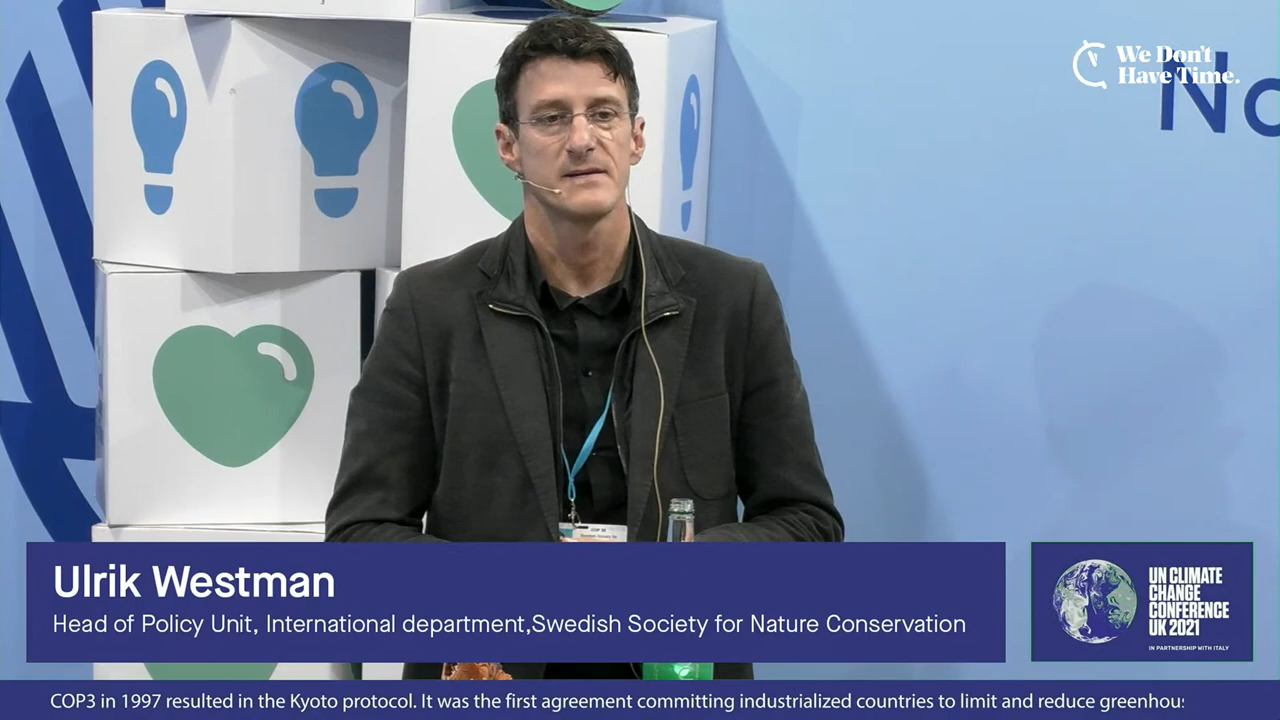 We Don't
Have Time.
No
COP 26
Ulrik Westman
Head of Policy Unit, International department,Swedish Society for Nature Conservation
UN CLIMATE
CHANGE
CONFERENCE
UK 2021
IN PARTNERSHIP WITH ITALY
COP3 in 1997 resulted in the Kyoto protocol. It was the first agreement committing industrialized countries to limit and reduce greenhou